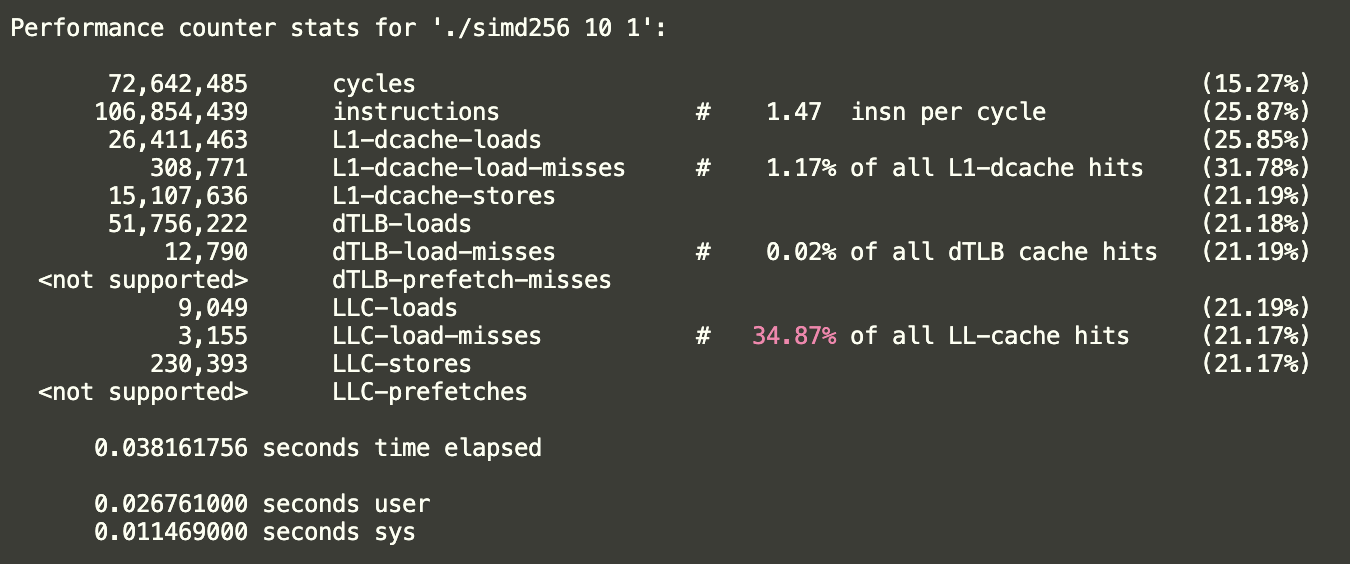 Performance counter stats for './simd256 10 1':
72,642,485 cycles (15.27%)
106,854,439 instructions # 1.47 insn per cycle (25.87%)
26,411,463 L1-dcache-loads (25.85%)
308,771 L1-dcache-load-misses # 1.17% of all L1-dcache hits (31.78%)
15,107,636 L1-dcache-stores (21.19%)
51,756,222 dTLB-loads (21.18%)
12,790 dTLB-load-misses # 0.02% of all dTLB cache hits (21.19%)
<not supported> dTLB-prefetch-misses
9,049 LLC-loads (21.19%)
3,155 LLC-load-misses # 34.87% of all LL-cache hits (21.17%)
230,393 LLC-stores (21.17%)
<not supported> LLC-prefetches
0.038161756 seconds time elapsed
0.026761000 seconds user
0.011469000 seconds sys